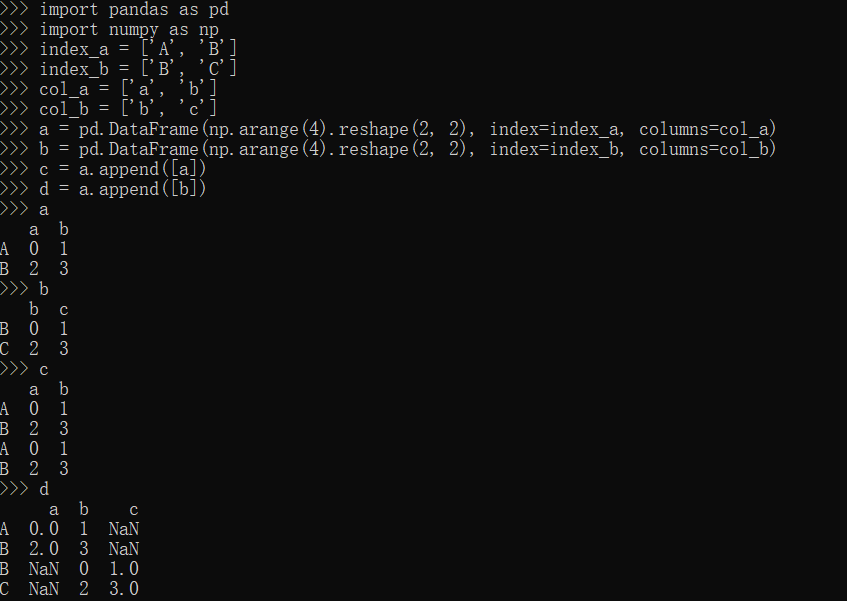 >>> import pandas as pd
>>> import numpy as np
>>> index_a = ['A', 'B']
>>> index_b = ['B', 'C']
>>> col_a = ['a', 'b']
>>> col_b = ['b', 'c']
>>> a = pd.DataFrame(np.arange(4).reshape(2, 2), index=index_a, columns=col_a)
>>> b = pd.DataFrame(np.arange(4).reshape(2, 2), index=index_b, columns=col_b)
>>> c = a.append([a])
>>> d = a.append([b])
>>> a
   a  b
A  0  1
B  2  3
>>> b
   b  c
B  0  1
C  2  3
>>> c
   a  b
A  0  1
B  2  3
A  0  1
B  2  3
>>> d
     a  b    c
A  0.0  1  NaN
B  2.0  3  NaN
B  NaN  0  1.0
C  NaN  2  3.0